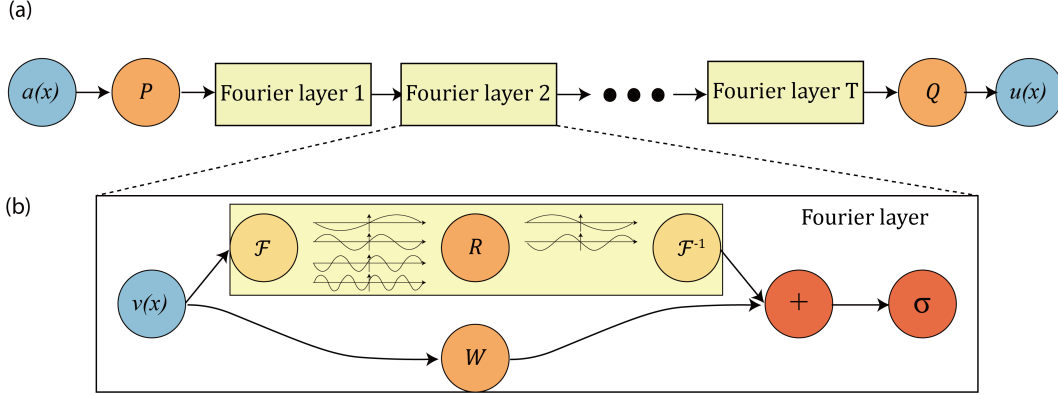 (a)
a(x) P Fourier layer 1 Fourier layer 2 Fourier layer T Q u(x)
(b)
Fourier layer
ℱ R ℱ⁻¹
v(x) + σ
W